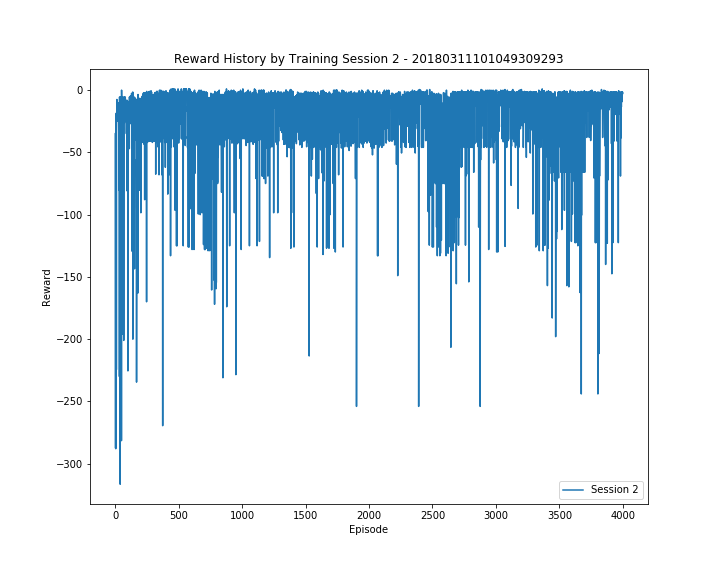 Reward History by Training Session 2 - 20180311101049309293
0
−50
−100
−150
−200
−250
−300
Reward
0 500 1000 1500 2000 2500 3000 3500 4000
Episode
Session 2